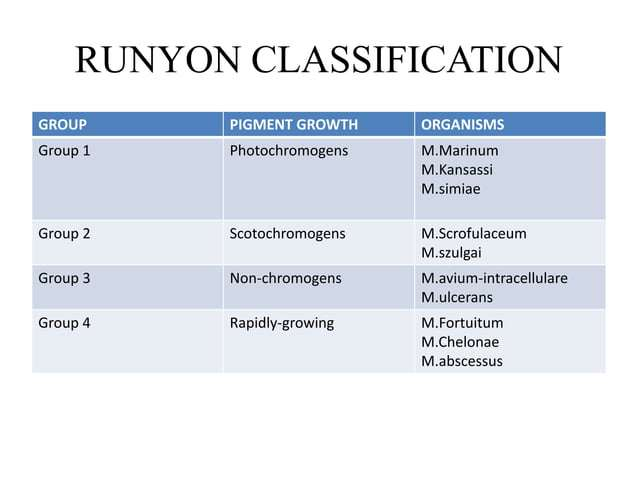 RUNYON CLASSIFICATION
GROUP PIGMENT GROWTH ORGANISMS
Group 1 Photochromogens M.Marinum
M.Kansassi
M.simiae
Group 2 Scotochromogens M.Scrofulaceum
M.szulgai
Group 3 Non-chromogens M.avium-intracellulare
M.ulcerans
Group 4 Rapidly-growing M.Fortuitum
M.Chelonae
M.abscessus